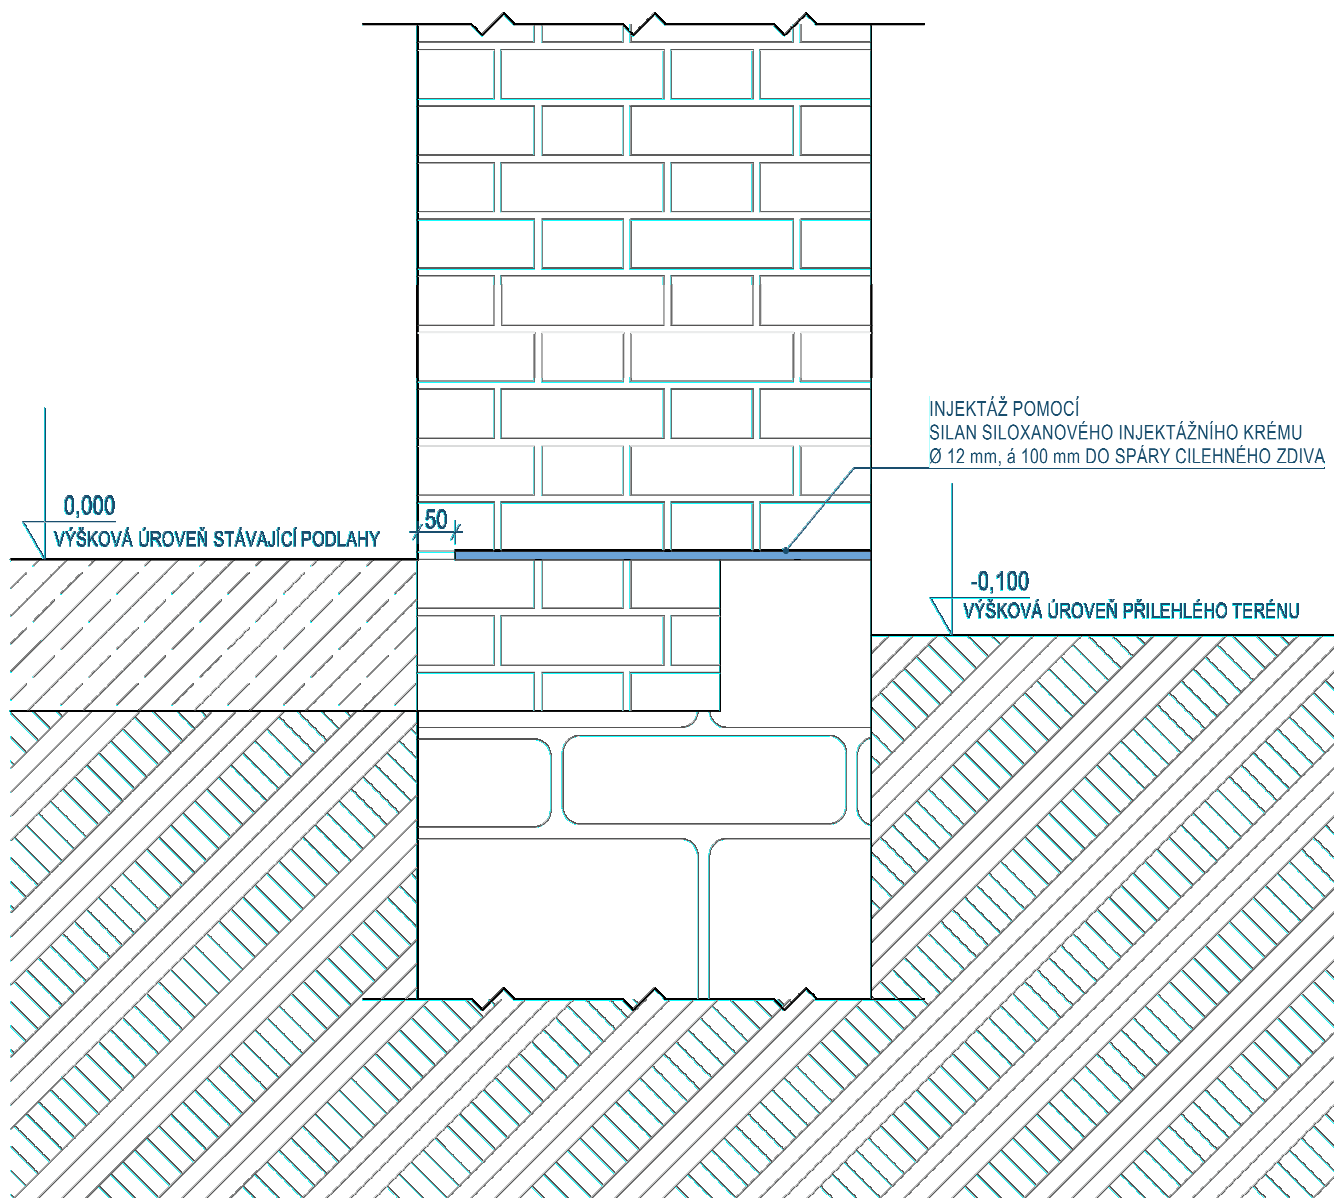 INJEKTÁŽ POMOCÍ
SILAN SILOXANOVÉHO INJEKTÁŽNÍHO KRÉMU
Ø 12 mm, á 100 mm DO SPÁRY CILEHNÉHO ZDIVA
0,000
VÝŠKOVÁ ÚROVEŇ STÁVAJÍCÍ PODLAHY
50
-0,100
VÝŠKOVÁ ÚROVEŇ PŘILEHLÉHO TERÉNU